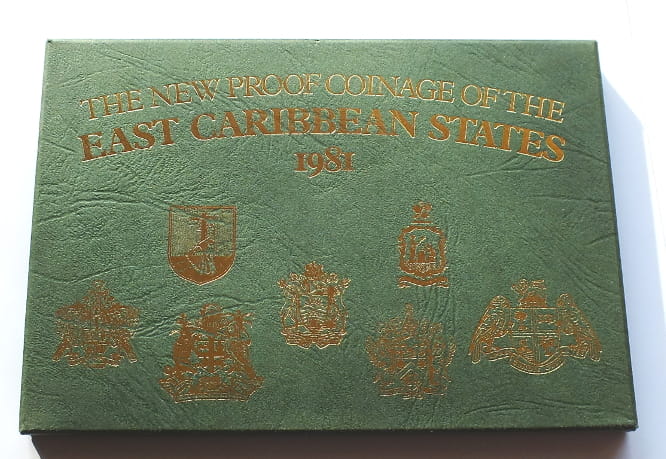 THE NEW PROOF COINAGE OF THE
EAST CARIBBEAN STATES
1981